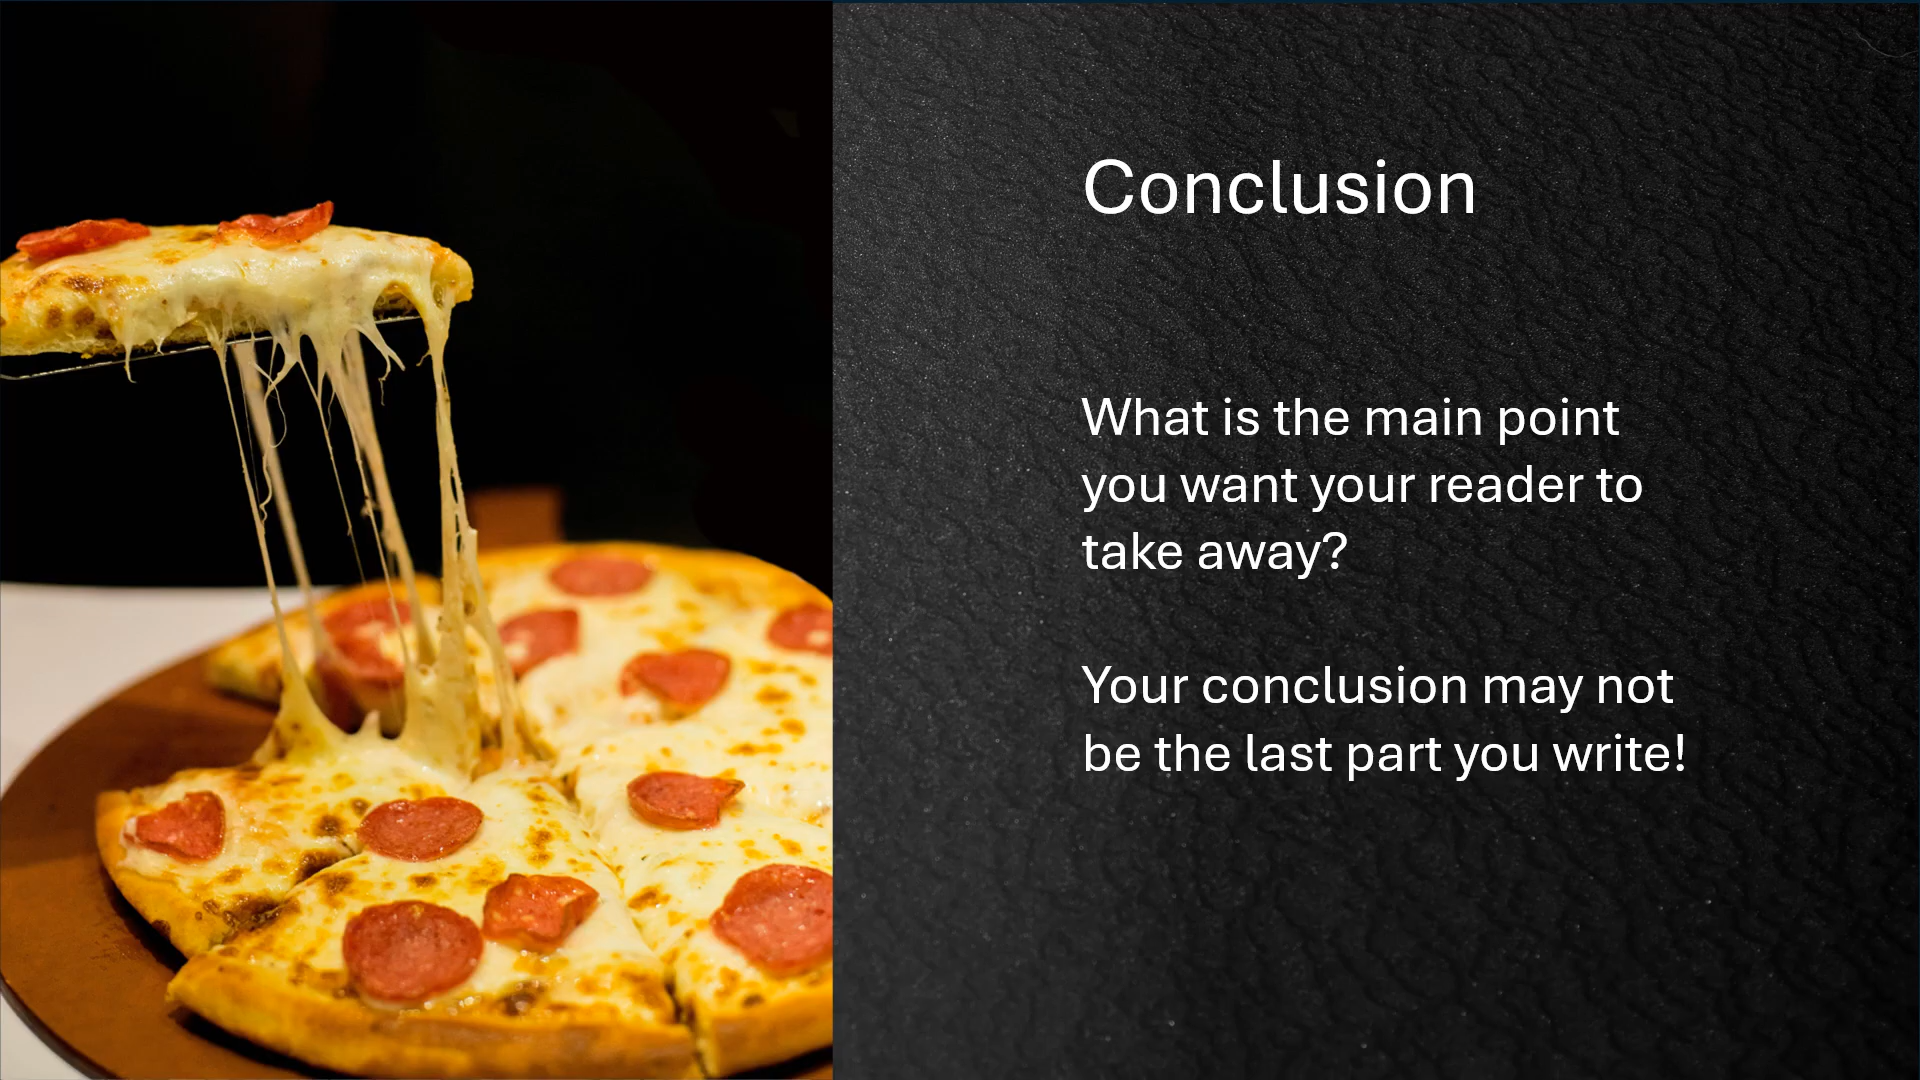 Conclusion
What is the main point
you want your reader to
take away?
Your conclusion may not
be the last part you write!